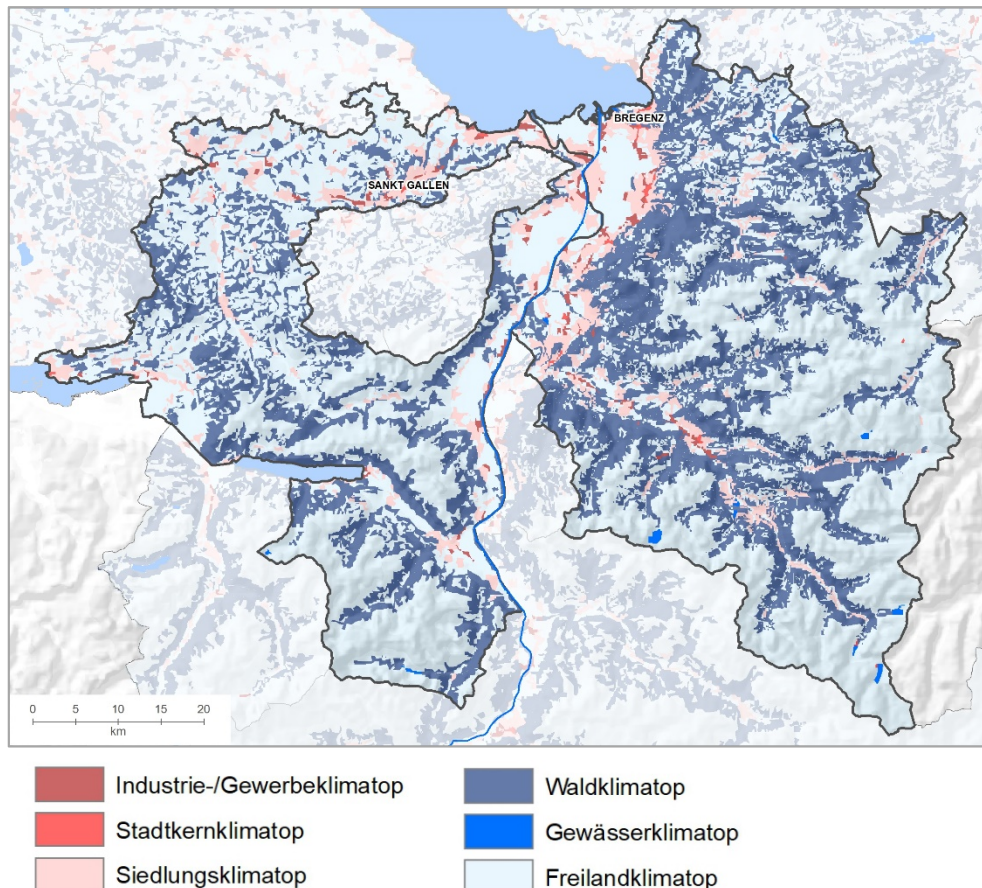 BREGENZ
SANKT GALLEN
0 5 10 15 20
km
Industrie-/Gewerbeklimatop
Stadtkernklimatop
Siedlungsklimatop
Waldklimatop
Gewässerklimatop
Freilandklimatop